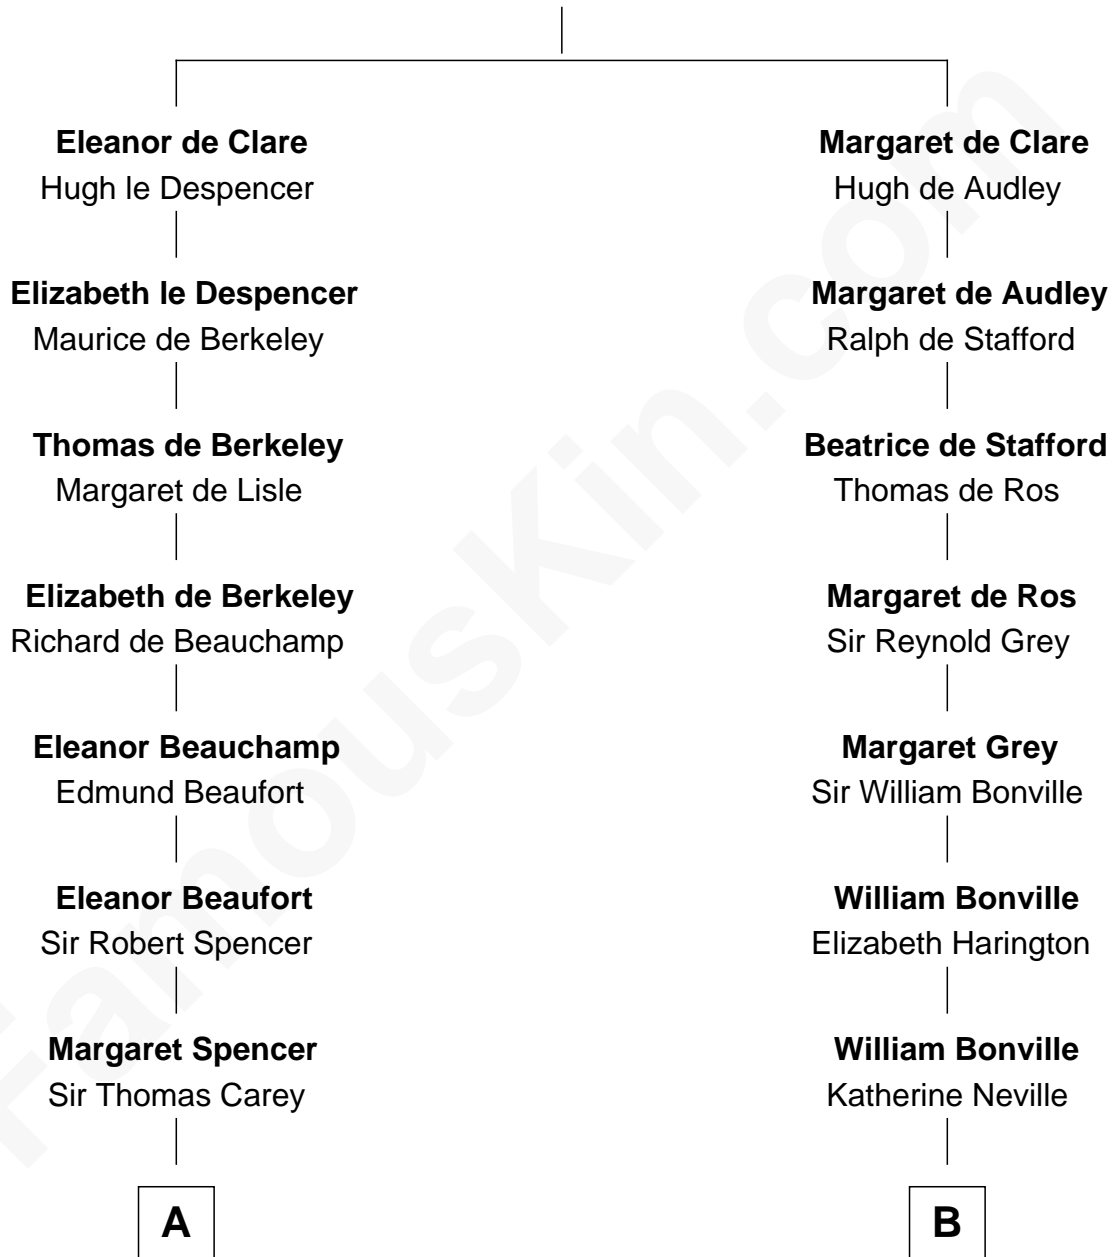 Eleanor de Clare
Hugh le Despencer
Elizabeth le Despencer
Maurice de Berkeley
Thomas de Berkeley
Margaret de Lisle
Elizabeth de Berkeley
Richard de Beauchamp
Eleanor Beauchamp
Edmund Beaufort
Eleanor Beaufort
Sir Robert Spencer
Margaret Spencer
Sir Thomas Carey
A
Margaret de Clare
Hugh de Audley
Margaret de Audley
Ralph de Stafford
Beatrice de Stafford
Thomas de Ros
Margaret de Ros
Sir Reynold Grey
Margaret Grey
Sir William Bonville
William Bonville
Elizabeth Harington
William Bonville
Katherine Neville
B
FamousKin.com